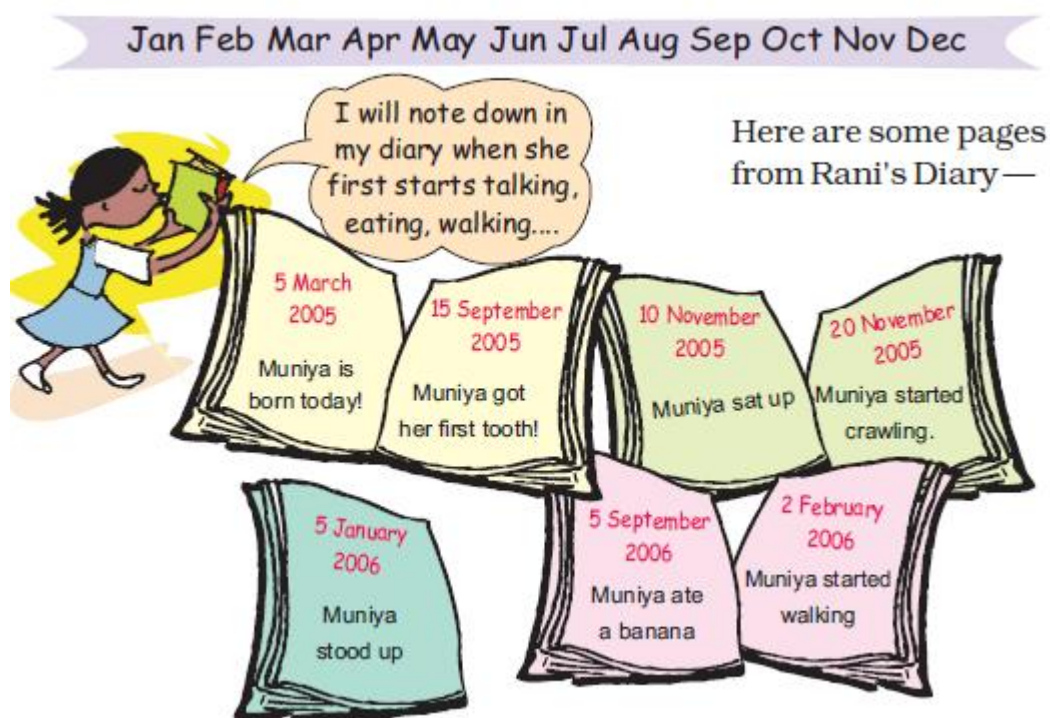 Jan Feb Mar Apr May Jun Jul Aug Sep Oct Nov Dec
I will note down in
my diary when she
first starts talking,
eating, walking....
Here are some pages
from Rani's Diary —
5 March
2005
Muniya is
born today!
15 September
2005
Muniya got
her first tooth!
10 November
2005
Muniya sat up
20 November
2005
Muniya started
crawling.
5 January
2006
Muniya
stood up
5 September
2006
Muniya ate
a banana
2 February
2006
Muniya started
walking